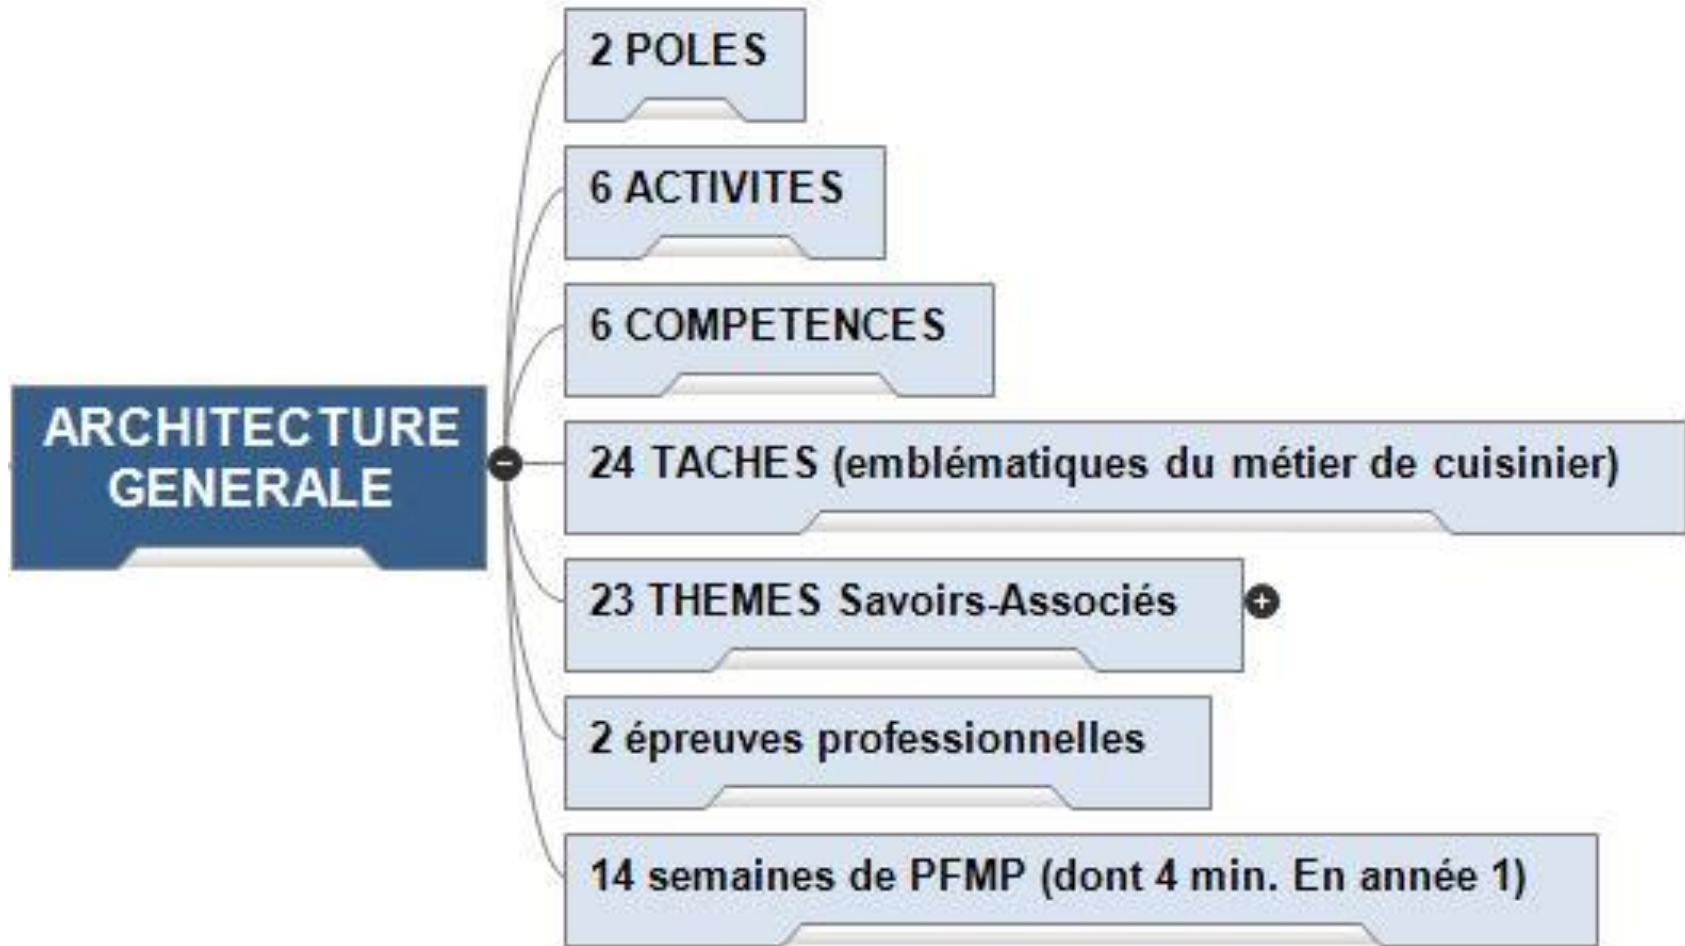 2 POLES
6 ACTIVITES
6 COMPETENCES
ARCHITECTURE
GENERALE
24 TACHES (emblématiques du métier de cuisinier)
23 THEMES Savoirs-Associés
2 épreuves professionnelles
14 semaines de PFMP (dont 4 min. En année 1)